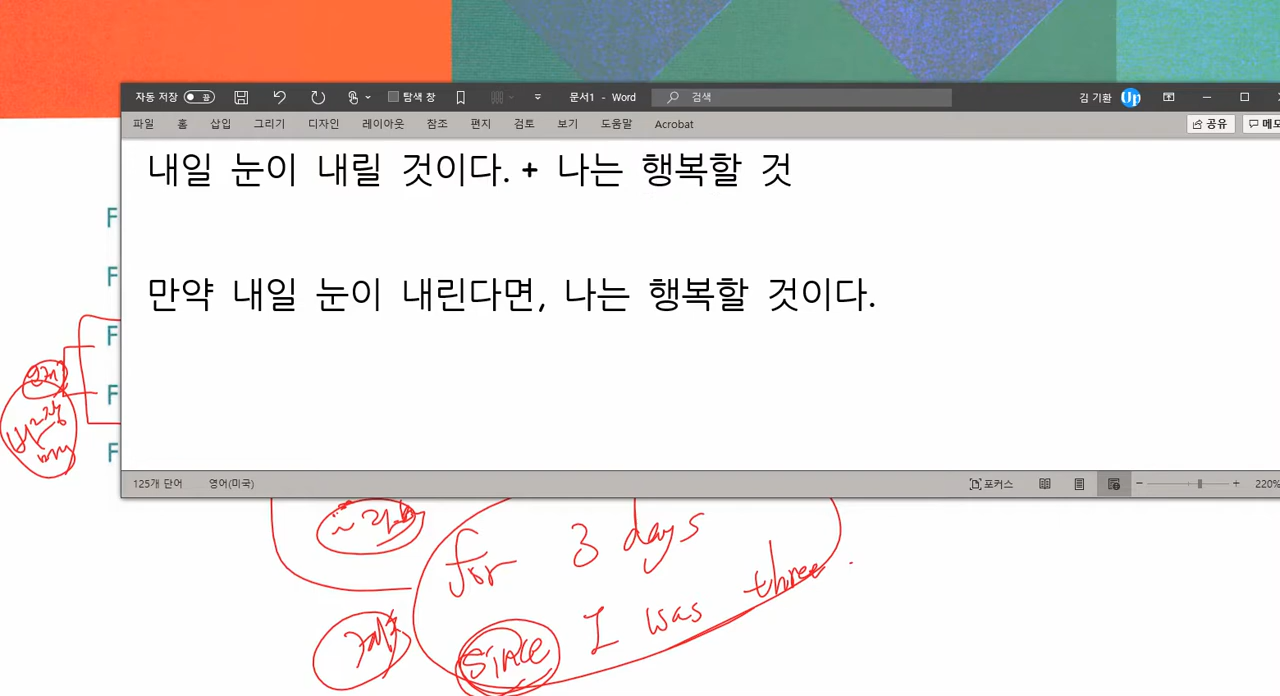 자동 저장 끔 탐색 창 문서1 - Word 검색 김 기환 Up
파일 홈 삽입 그리기 디자인 레이아웃 참조 편지 검토 보기 도움말 Acrobat 공유 메모
내일 눈이 내릴 것이다. + 나는 행복할 것
만약 내일 눈이 내린다면, 나는 행복할 것이다.
F
F
F
F
F
125개 단어 영어(미국) 포커스 220%
for 3 days
since I was three.